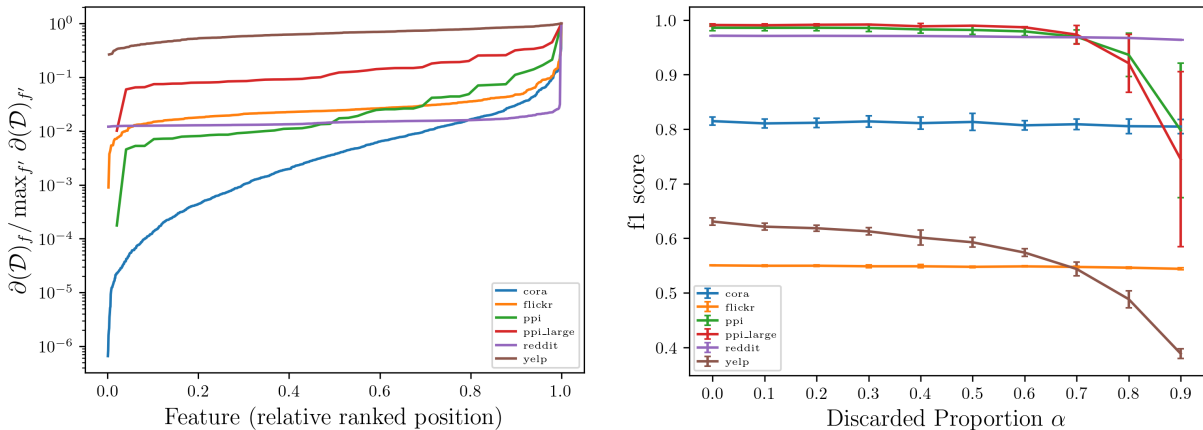 ∂(𝒟)_f / max_{f'} ∂(𝒟)_{f'}
10^0
10^{-1}
10^{-2}
10^{-3}
10^{-4}
10^{-5}
10^{-6}
cora
flickr
ppi
ppi_large
reddit
yelp
0.0 0.2 0.4 0.6 0.8 1.0
Feature (relative ranked position)
f1 score
1.0
0.9
0.8
0.7
0.6
0.5
0.4
cora
flickr
ppi
ppi_large
reddit
yelp
0.0 0.1 0.2 0.3 0.4 0.5 0.6 0.7 0.8 0.9
Discarded Proportion α